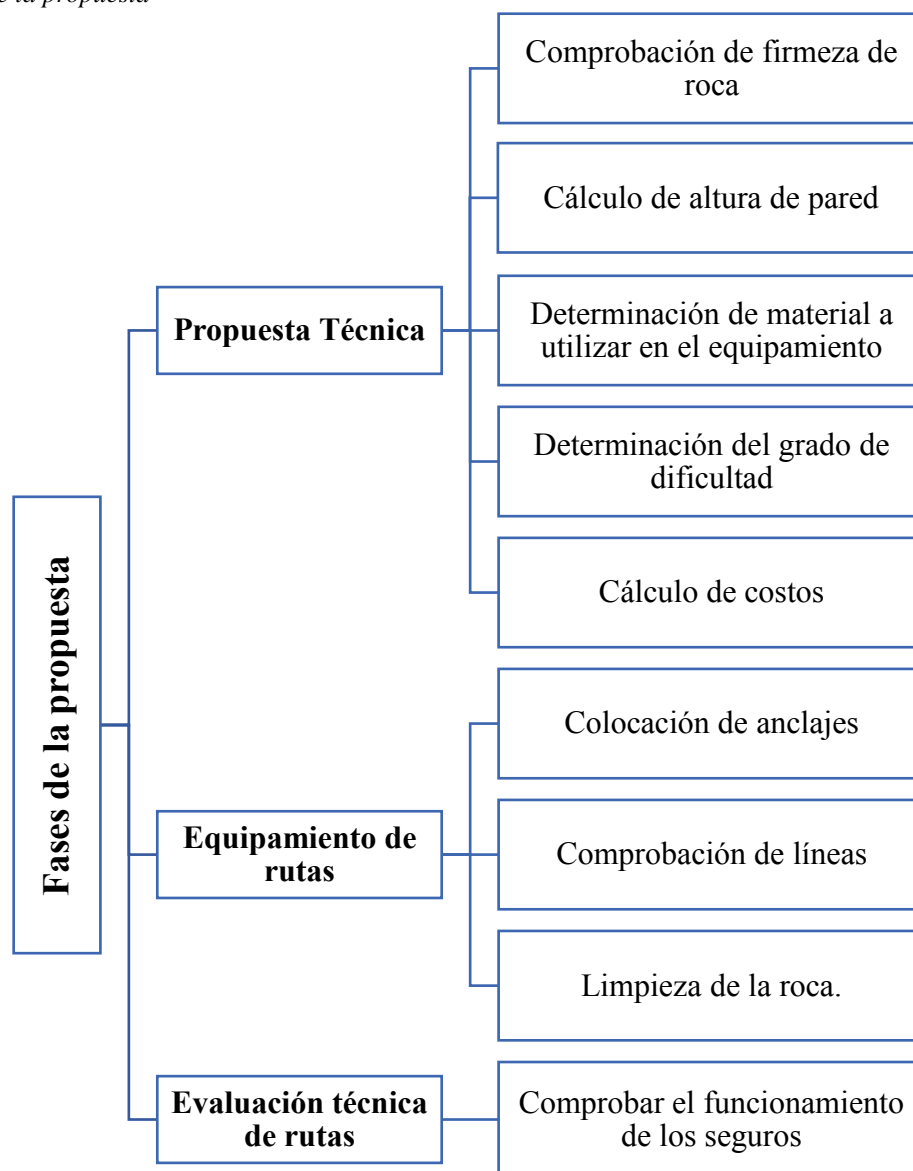 la propuesta
Comprobación de firmeza de
roca
Cálculo de altura de pared
Propuesta Técnica
Determinación de material a
utilizar en el equipamiento
Determinación del grado de
dificultad
Cálculo de costos
Fases de la propuesta
Colocación de anclajes
Equipamiento de
rutas
Comprobación de líneas
Limpieza de la roca.
Evaluación técnica
de rutas
Comprobar el funcionamiento
de los seguros